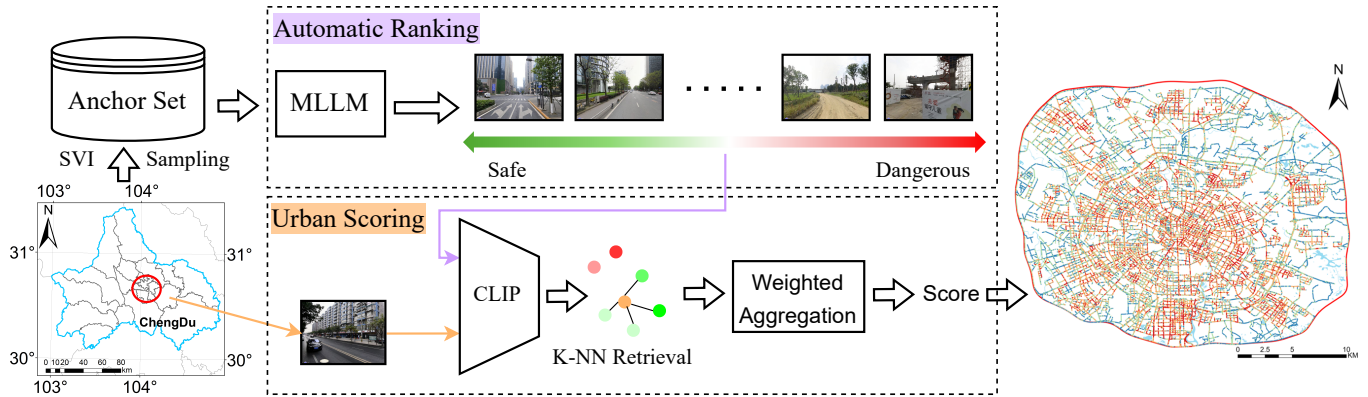 Automatic Ranking
Anchor Set
MLLM
Safe
Dangerous
SVI
Sampling
103°
104°
N
31°
31°
ChengDu
30°
30°
0 10 20 40 60 80
km
103°
104°
Urban Scoring
CLIP
K-NN Retrieval
Weighted
Aggregation
Score
N
0 2.5 5 10
KM